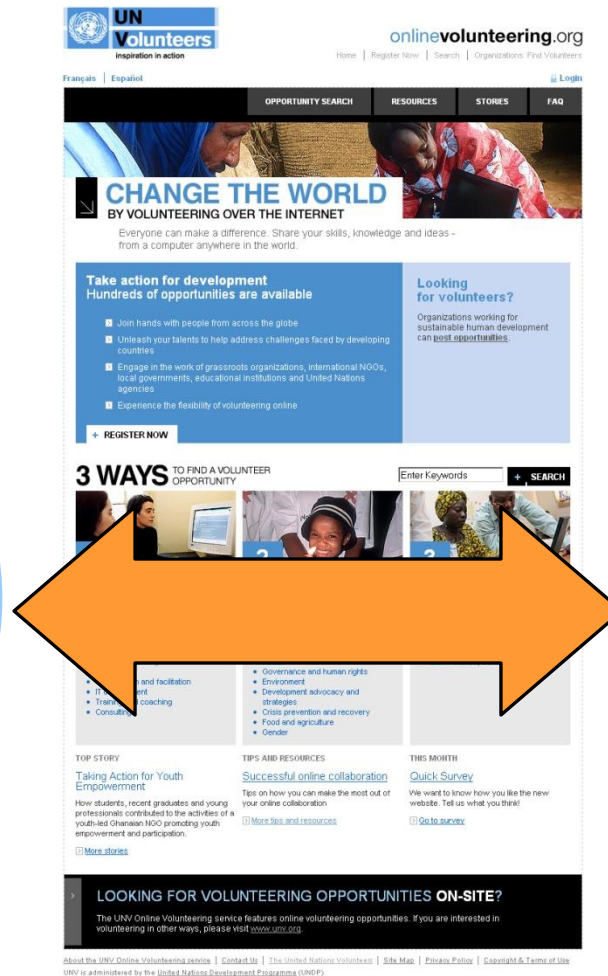 UN
Volunteers
inspiration in action
onlinevolunteering.org
Home | Register Now | Search | Organizations: Find Volunteers
Français | Español
Login
OPPORTUNITY SEARCH
RESOURCES
STORIES
FAQ
CHANGE THE WORLD
BY VOLUNTEERING OVER THE INTERNET
Everyone can make a difference. Share your skills, knowledge and ideas -
from a computer anywhere in the world.
Take action for development
Hundreds of opportunities are available
Join hands with people from across the globe
Unleash your talents to help address challenges faced by developing
countries
Engage in the work of grassroots organizations, international NGOs,
local governments, educational institutions and United Nations
agencies
Experience the flexibility of volunteering online
+ REGISTER NOW
Looking
for volunteers?
Organizations working for
sustainable human development
can post opportunities.
3 WAYS TO FIND A VOLUNTEER
OPPORTUNITY
Enter Keywords
+ SEARCH
2
3
and facilitation
• IT
• coaching
• Consulting
• Governance and human rights
• Environment
• Development advocacy and
strategies
• Crisis prevention and recovery
• Food and agriculture
• Gender
TOP STORY
Taking Action for Youth
Empowerment
How students, recent graduates and young
professionals contributed to the activities of a
youth-led Ghanaian NGO promoting youth
empowerment and participation.
More stories
TIPS AND RESOURCES
Successful online collaboration
Tips on how you can make the most out of
your online collaboration
More tips and resources
THIS MONTH
Quick Survey
We want to know how you like the new
website. Tell us what you think!
Go to survey
LOOKING FOR VOLUNTEERING OPPORTUNITIES ON-SITE?
The UNV Online Volunteering service features online volunteering opportunities. If you are interested in
volunteering in other ways, please visit www.unv.org.
About the UNV Online Volunteering service | Contact Us | The United Nations Volunteers | Site Map | Privacy Policy | Copyright & Terms of Use
UNV is administered by the United Nations Development Programme (UNDP)